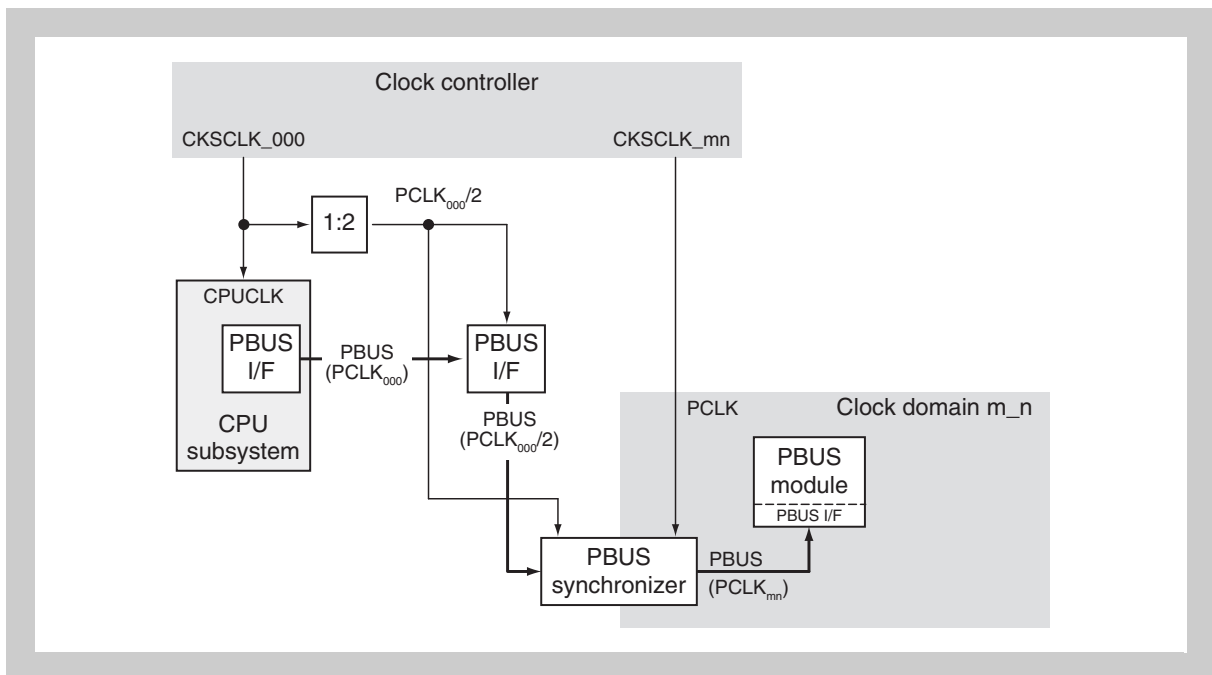 Clock controller
CKSCLK_000
CKSCLK_mn
PCLK000/2
1:2
CPUCLK
PBUS
I/F
CPU
subsystem
PBUS
(PCLK000)
PBUS
I/F
PBUS
(PCLK000/2)
PCLK
Clock domain m_n
PBUS
module
PBUS I/F
PBUS
synchronizer
PBUS
(PCLKmn)